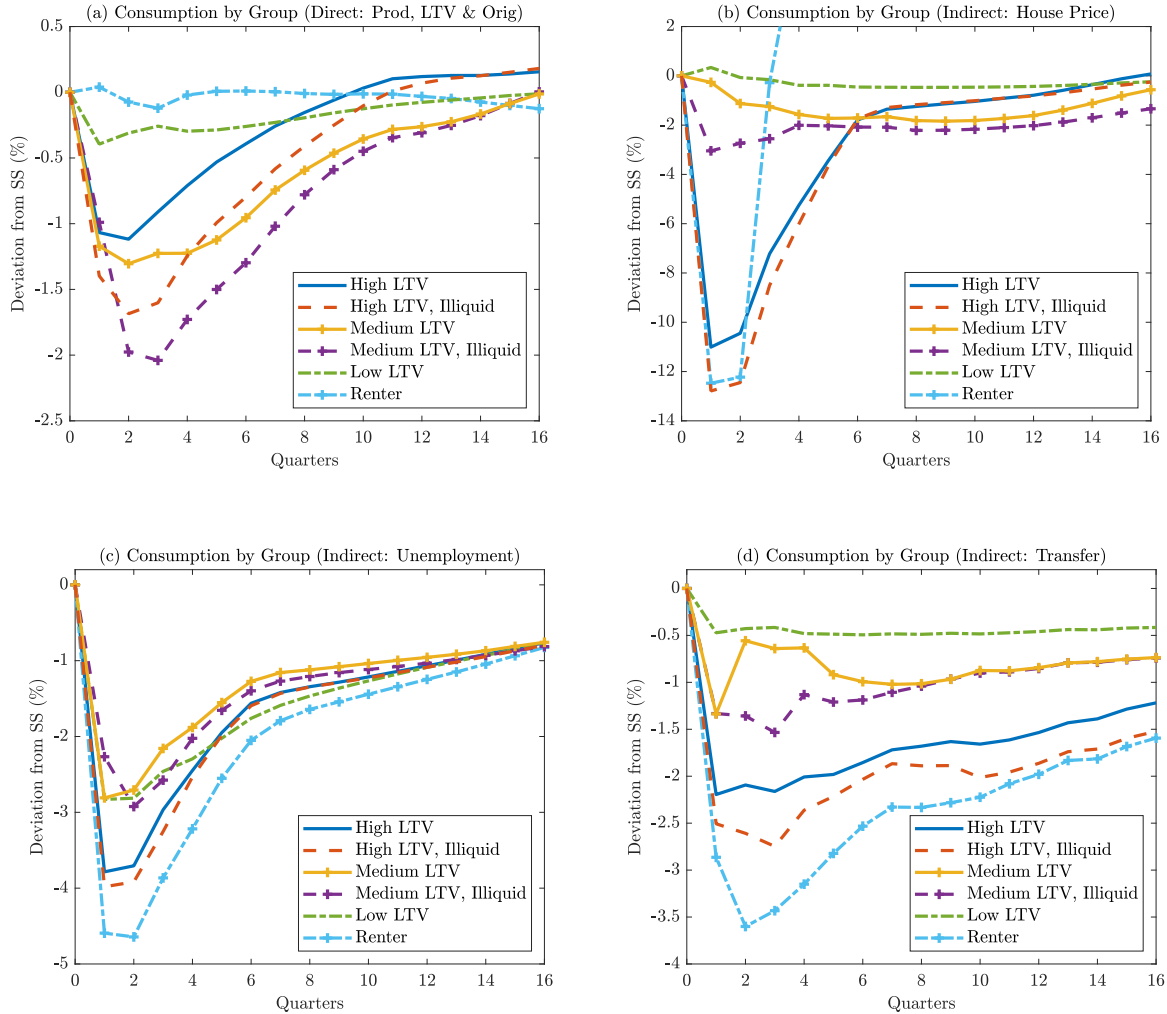 (a) Consumption by Group (Direct: Prod, LTV & Orig)
0.5
0
-0.5
-1
-1.5
-2
-2.5
Deviation from SS (%)
0 2 4 6 8 10 12 14 16
Quarters
High LTV
High LTV, Illiquid
Medium LTV
Medium LTV, Illiquid
Low LTV
Renter
(b) Consumption by Group (Indirect: House Price)
2
0
-2
-4
-6
-8
-10
-12
-14
Deviation from SS (%)
0 2 4 6 8 10 12 14 16
Quarters
High LTV
High LTV, Illiquid
Medium LTV
Medium LTV, Illiquid
Low LTV
Renter
(c) Consumption by Group (Indirect: Unemployment)
0
-1
-2
-3
-4
-5
Deviation from SS (%)
0 2 4 6 8 10 12 14 16
Quarters
High LTV
High LTV, Illiquid
Medium LTV
Medium LTV, Illiquid
Low LTV
Renter
(d) Consumption by Group (Indirect: Transfer)
0
-0.5
-1
-1.5
-2
-2.5
-3
-3.5
-4
Deviation from SS (%)
0 2 4 6 8 10 12 14 16
Quarters
High LTV
High LTV, Illiquid
Medium LTV
Medium LTV, Illiquid
Low LTV
Renter